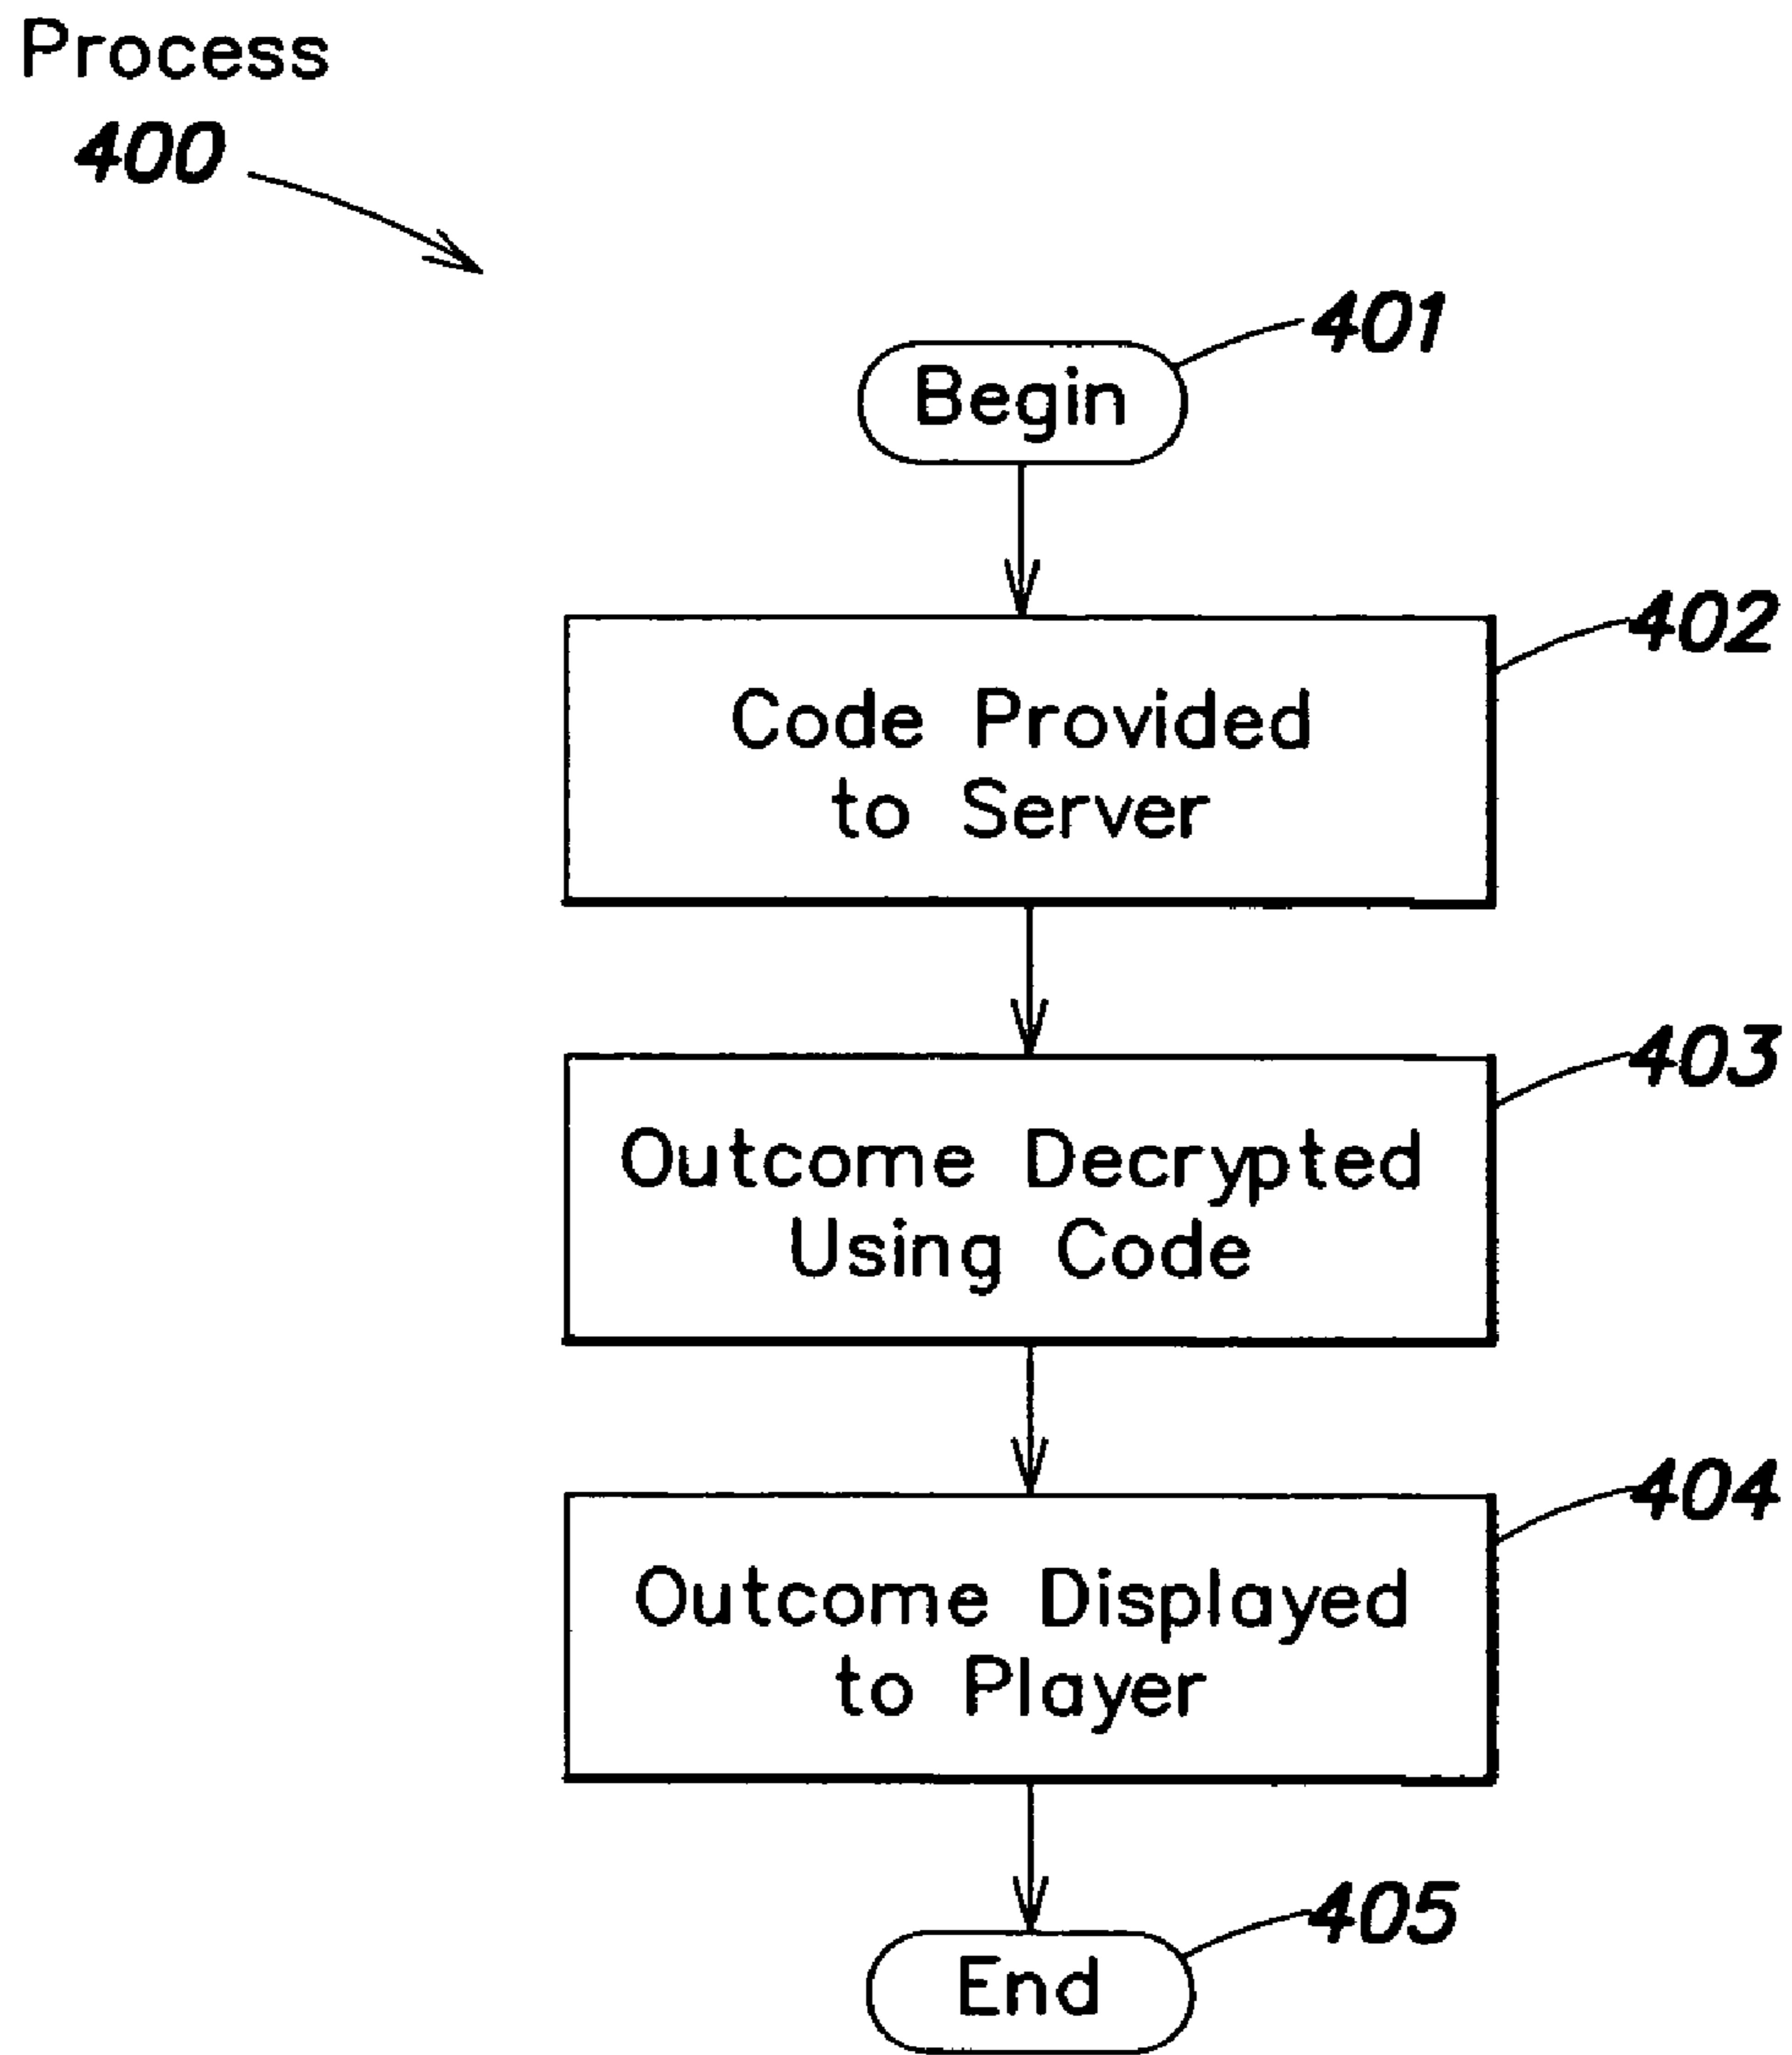 Process
400
401
Begin
402
Code Provided
to Server
403
Outcome Decrypted
Using Code
404
Outcome Displayed
to Player
405
End